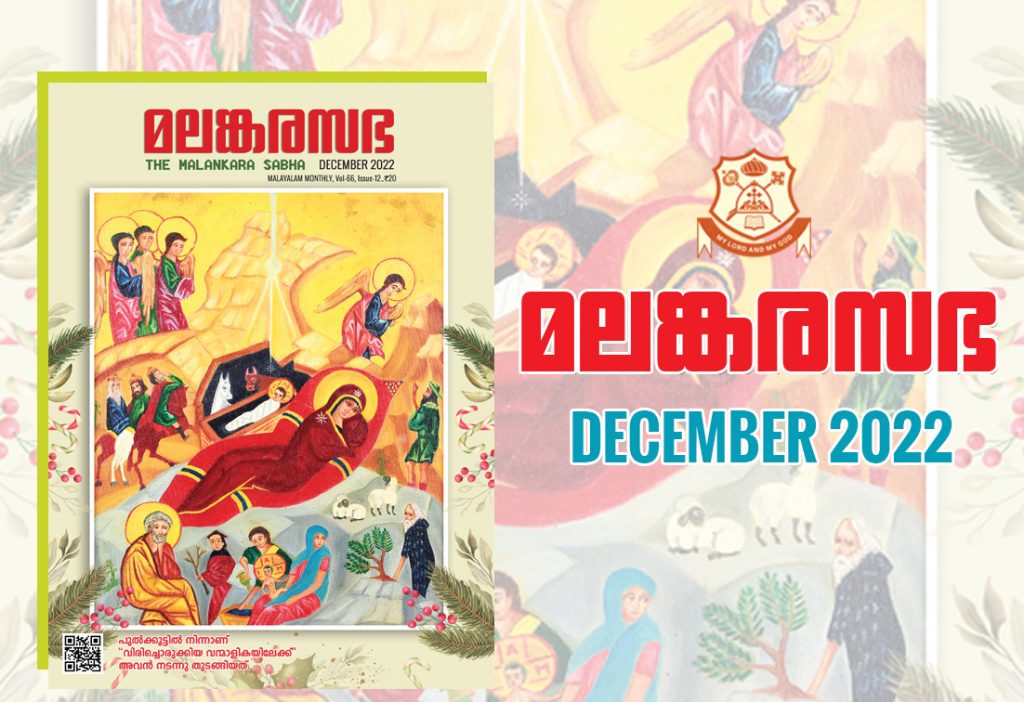 മലങ്കരസഭ
THE MALANKARA SABHA DECEMBER 2022
MALAYALAM MONTHLY, Vol-66, Issue-12, ₹20
പുൽക്കൂട്ടിൽ നിന്നാണ്
"വിരിച്ചൊരുക്കിയ വന്മാളികയിലേക്ക്"
അവൻ നടന്നു തുടങ്ങിയത്.
MY LORD AND MY GOD
മലങ്കരസഭ
DECEMBER 2022